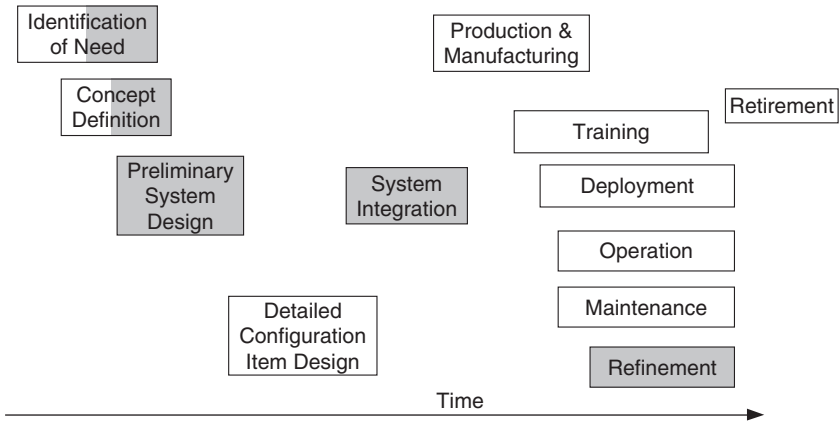 Identification
of Need
Concept
Definition
Preliminary
System
Design
Detailed
Configuration
Item Design
System
Integration
Production &
Manufacturing
Training
Deployment
Operation
Maintenance
Refinement
Retirement
Time